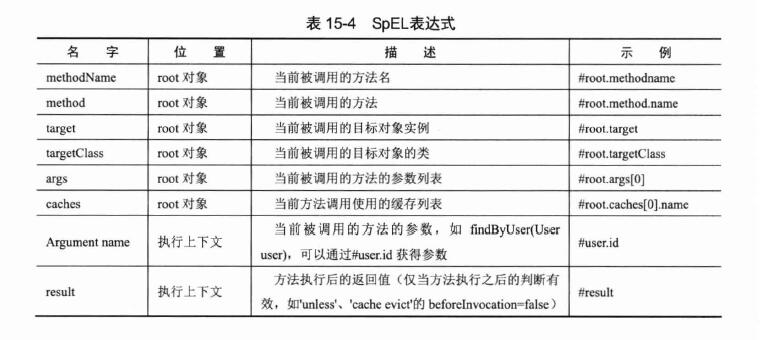 表 15-4 SpEL表达式
名 字 位 置 描 述 示 例
methodName root 对象 当前被调用的方法名 #root.methodname
method root 对象 当前被调用的方法 #root.method.name
target root 对象 当前被调用的目标对象实例 #root.target
targetClass root 对象 当前被调用的目标对象的类 #root.targetClass
args root 对象 当前被调用的方法的参数列表 #root.args[0]
caches root 对象 当前方法调用使用的缓存列表 #root.caches[0].name
Argument name 执行上下文 当前被调用的方法的参数，如 findByUser(User
user)，可以通过#user.id 获得参数 #user.id
result 执行上下文 方法执行后的返回值（仅当方法执行之后的判断有
效，如'unless'、'cache evict'的 beforeInvocation=false） #result